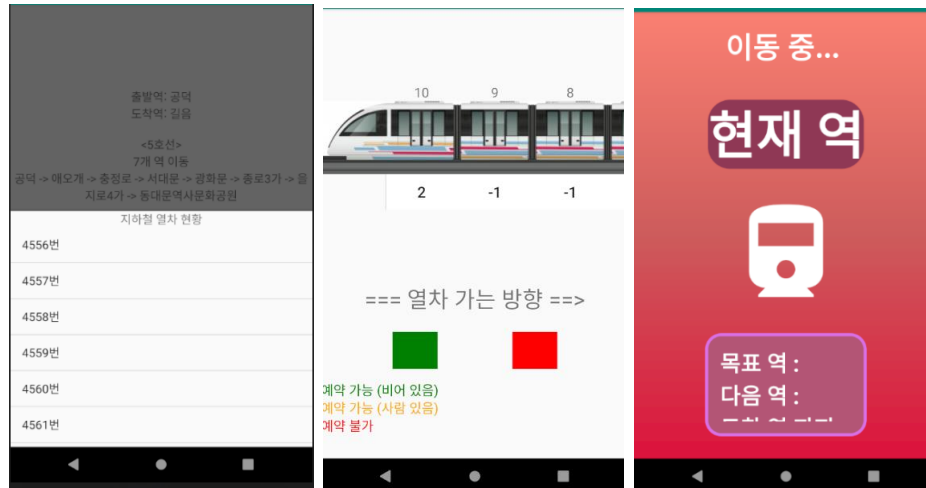 출발역: 공덕
도착역: 길음
<5호선>
7개 역 이동
공덕 -> 애오개 -> 충정로 -> 서대문 -> 광화문 -> 종로3가 -> 을
지로4가 -> 동대문역사문화공원
지하철 열차 현황
4556번
4557번
4558번
4559번
4560번
4561번
10 9 8
2 -1 -1
=== 열차 가는 방향 ==>
예약 가능 (비어 있음)
예약 가능 (사람 있음)
예약 불가
이동 중...
현재 역
목표 역 :
다음 역 :